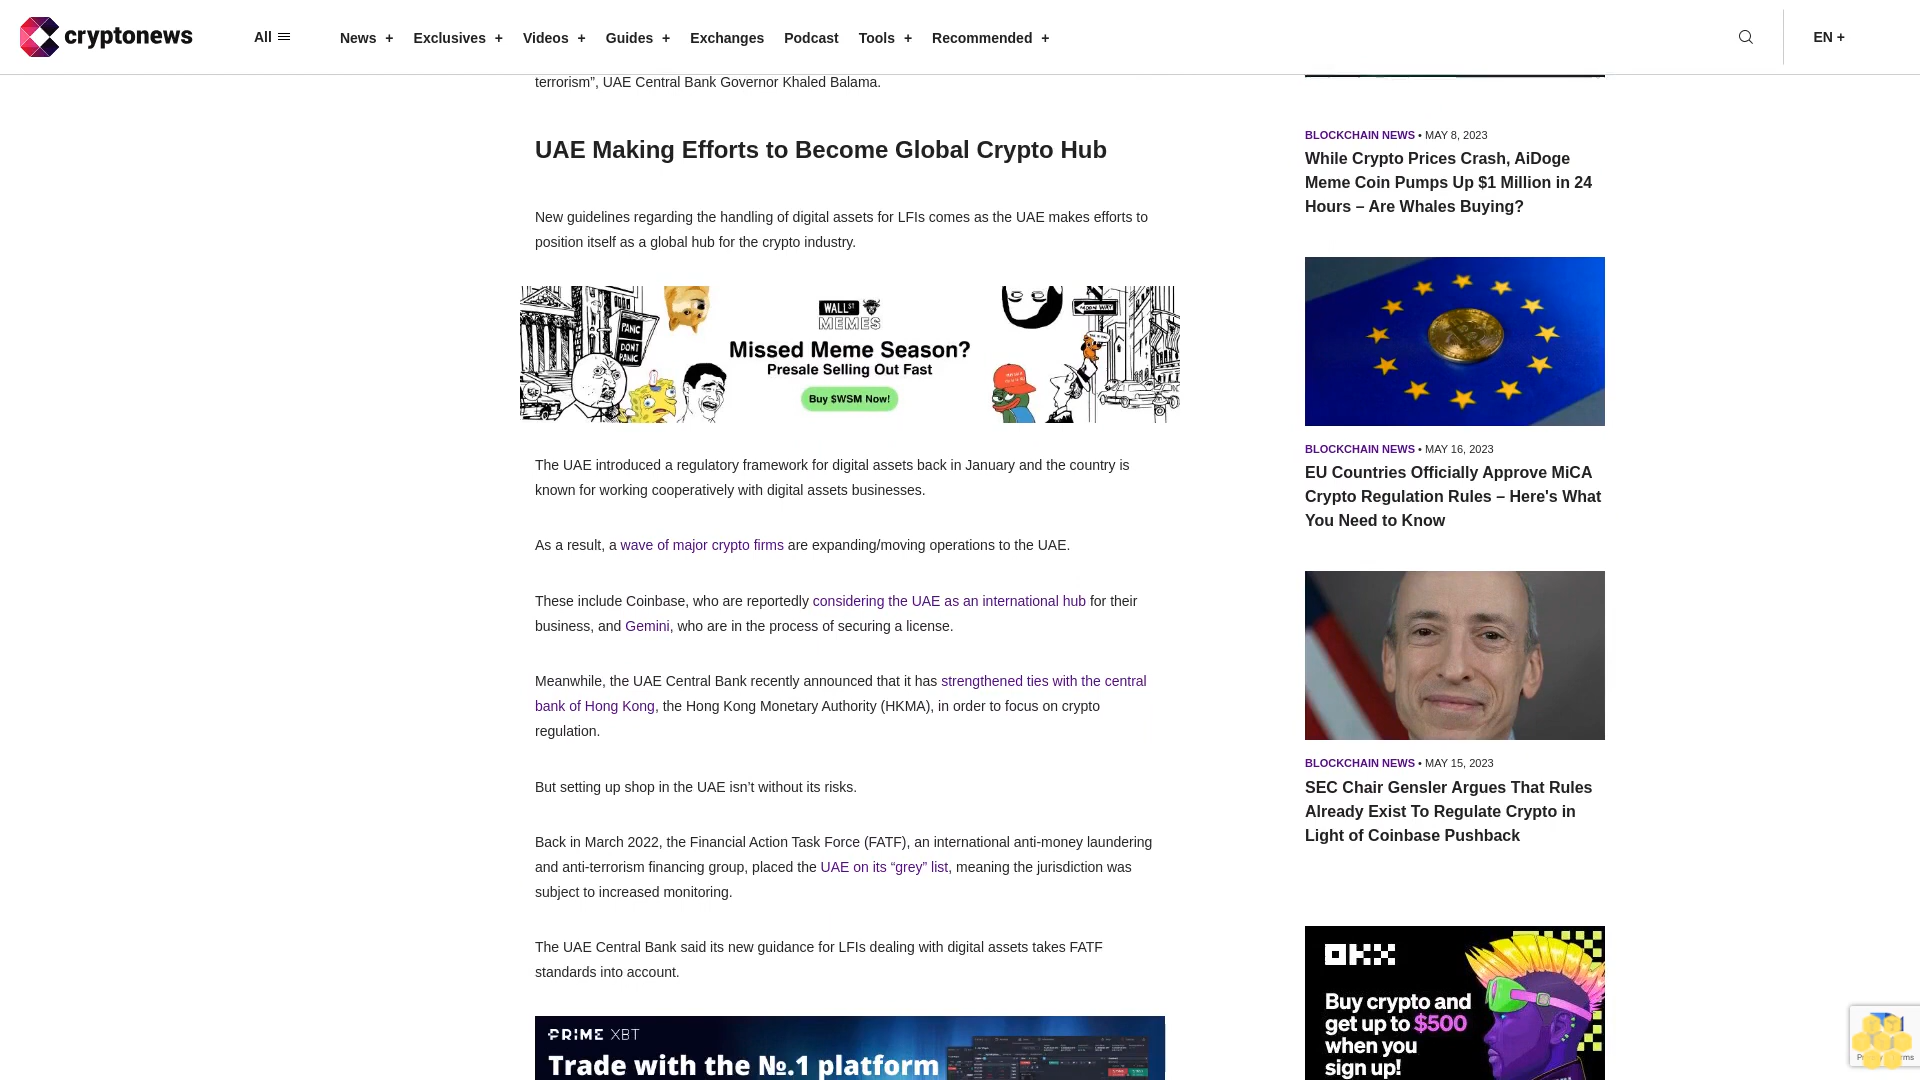 cryptonews
All
News +
Exclusives +
Videos +
Guides +
Exchanges
Podcast
Tools +
Recommended +
EN +
terrorism”, UAE Central Bank Governor Khaled Balama.
UAE Making Efforts to Become Global Crypto Hub
New guidelines regarding the handling of digital assets for LFIs comes as the UAE makes efforts to
position itself as a global hub for the crypto industry.
PANIC
DONT
PANIC
WALL ST
MEMES
Missed Meme Season?
Presale Selling Out Fast
Buy $WSM Now!
The UAE introduced a regulatory framework for digital assets back in January and the country is
known for working cooperatively with digital assets businesses.
As a result, a wave of major crypto firms are expanding/moving operations to the UAE.
These include Coinbase, who are reportedly considering the UAE as an international hub for their
business, and Gemini, who are in the process of securing a license.
Meanwhile, the UAE Central Bank recently announced that it has strengthened ties with the central
bank of Hong Kong, the Hong Kong Monetary Authority (HKMA), in order to focus on crypto
regulation.
But setting up shop in the UAE isn’t without its risks.
Back in March 2022, the Financial Action Task Force (FATF), an international anti-money laundering
and anti-terrorism financing group, placed the UAE on its “grey” list, meaning the jurisdiction was
subject to increased monitoring.
The UAE Central Bank said its new guidance for LFIs dealing with digital assets takes FATF
standards into account.
PRIME XBT
Trade with the №.1 platform
BLOCKCHAIN NEWS • MAY 8, 2023
While Crypto Prices Crash, AiDoge
Meme Coin Pumps Up $1 Million in 24
Hours – Are Whales Buying?
BLOCKCHAIN NEWS • MAY 16, 2023
EU Countries Officially Approve MiCA
Crypto Regulation Rules – Here's What
You Need to Know
BLOCKCHAIN NEWS • MAY 15, 2023
SEC Chair Gensler Argues That Rules
Already Exist To Regulate Crypto in
Light of Coinbase Pushback
OKX
Buy crypto and
get up to $500
when you
sign up!